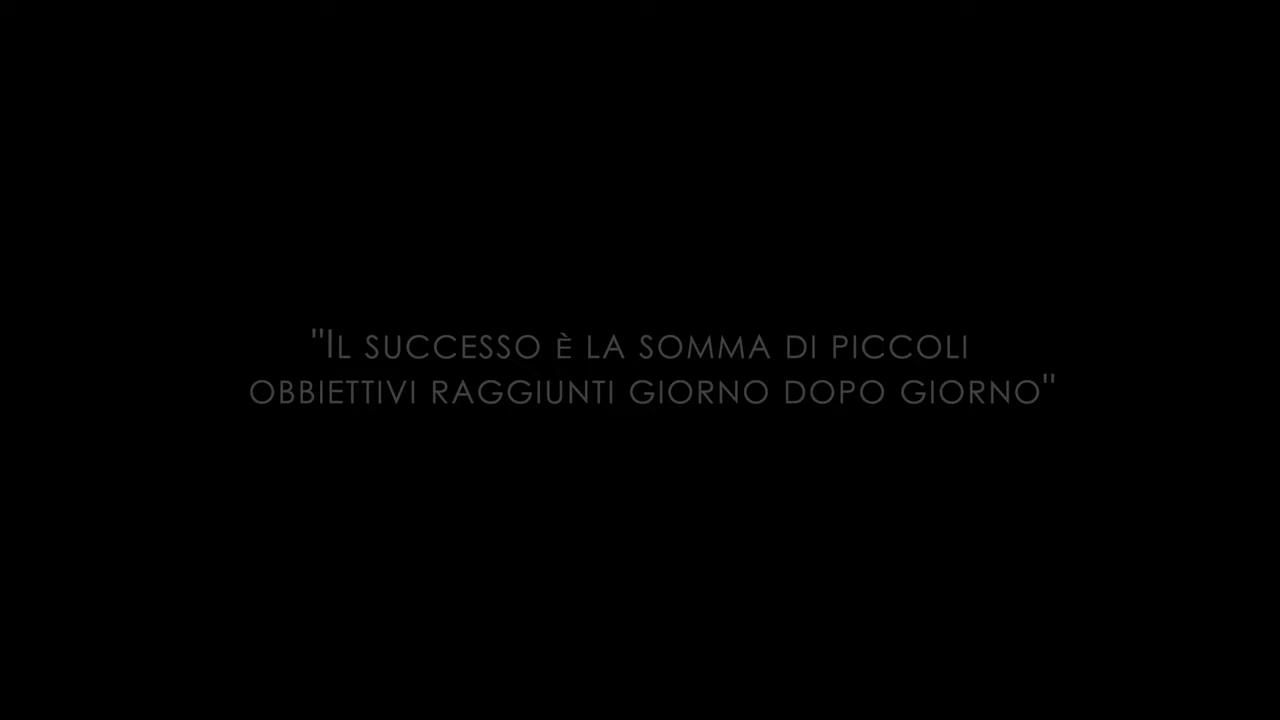 "Il successo è la somma di piccoli
obbiettivi raggiunti giorno dopo giorno"